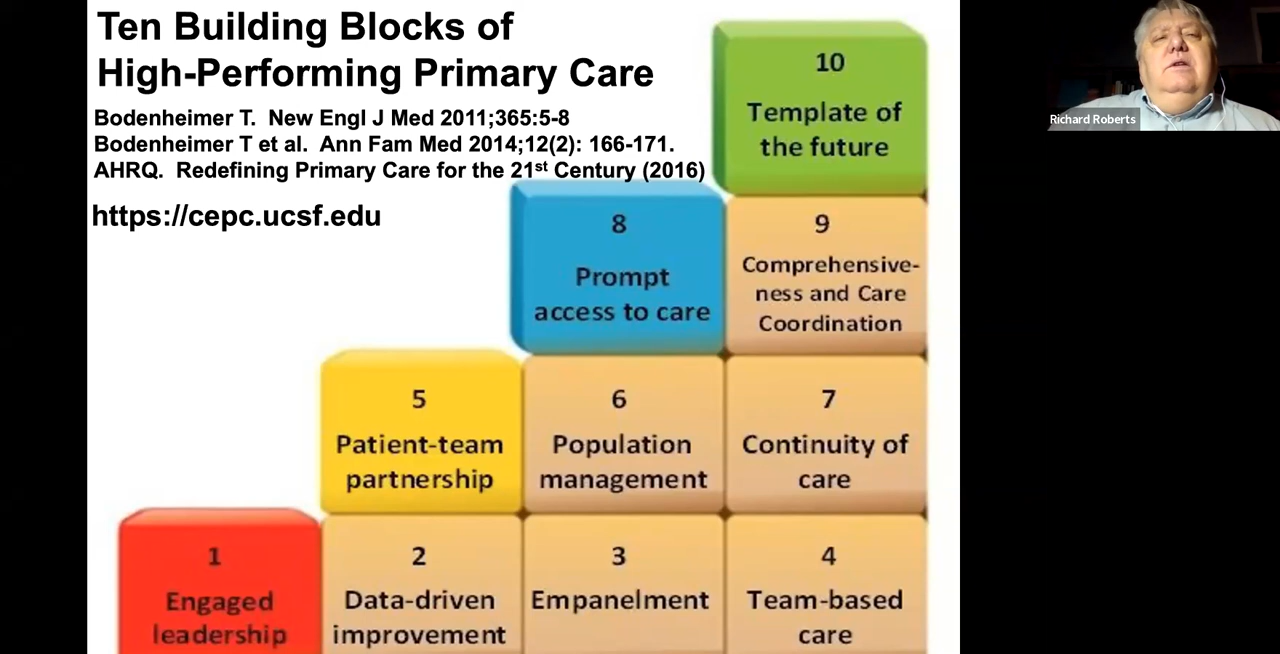 Ten Building Blocks of
High-Performing Primary Care
Bodenheimer T. New Engl J Med 2011;365:5-8
Bodenheimer T et al. Ann Fam Med 2014;12(2): 166-171.
AHRQ. Redefining Primary Care for the 21st Century (2016)
https://cepc.ucsf.edu
10
Template of
the future
8
Prompt
access to care
9
Comprehensive-
ness and Care
Coordination
5
Patient-team
partnership
6
Population
management
7
Continuity of
care
1
Engaged
leadership
2
Data-driven
improvement
3
Empanelment
4
Team-based
care
Richard Roberts